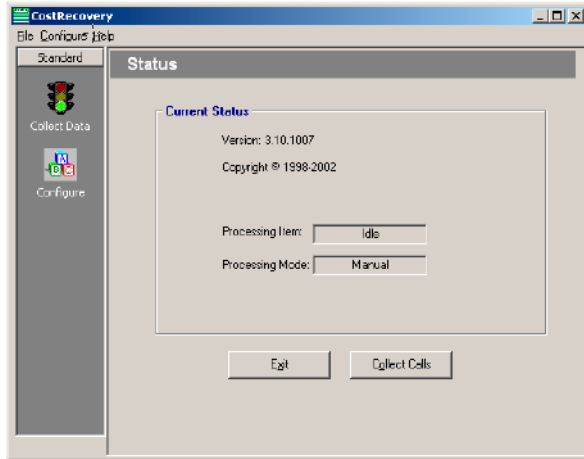 CostRecovery
File Configure Help
Standard
Status
Collect Data
Configure
Current Status
Version: 3.10.1007
Copyright © 1998-2002
Processing Item: Idle
Processing Mode: Manual
Exit
Collect Calls